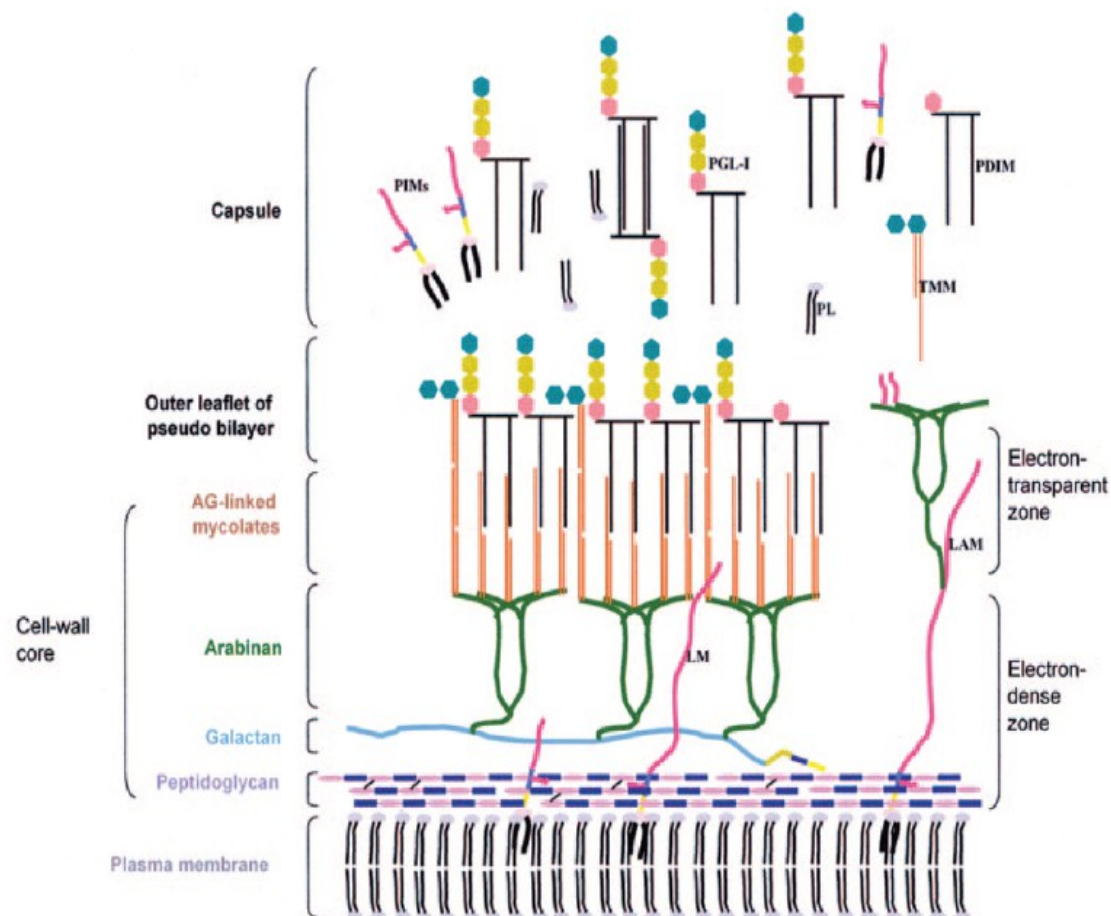 Capsule
PIMs
PGL-I
PDIM
TMM
PL
Outer leaflet of
pseudo bilayer
AG-linked
mycolates
Electron-
transparent
zone
LAM
Cell-wall
core
Arabinan
LM
Electron-
dense
zone
Galactan
Peptidoglycan
Plasma membrane